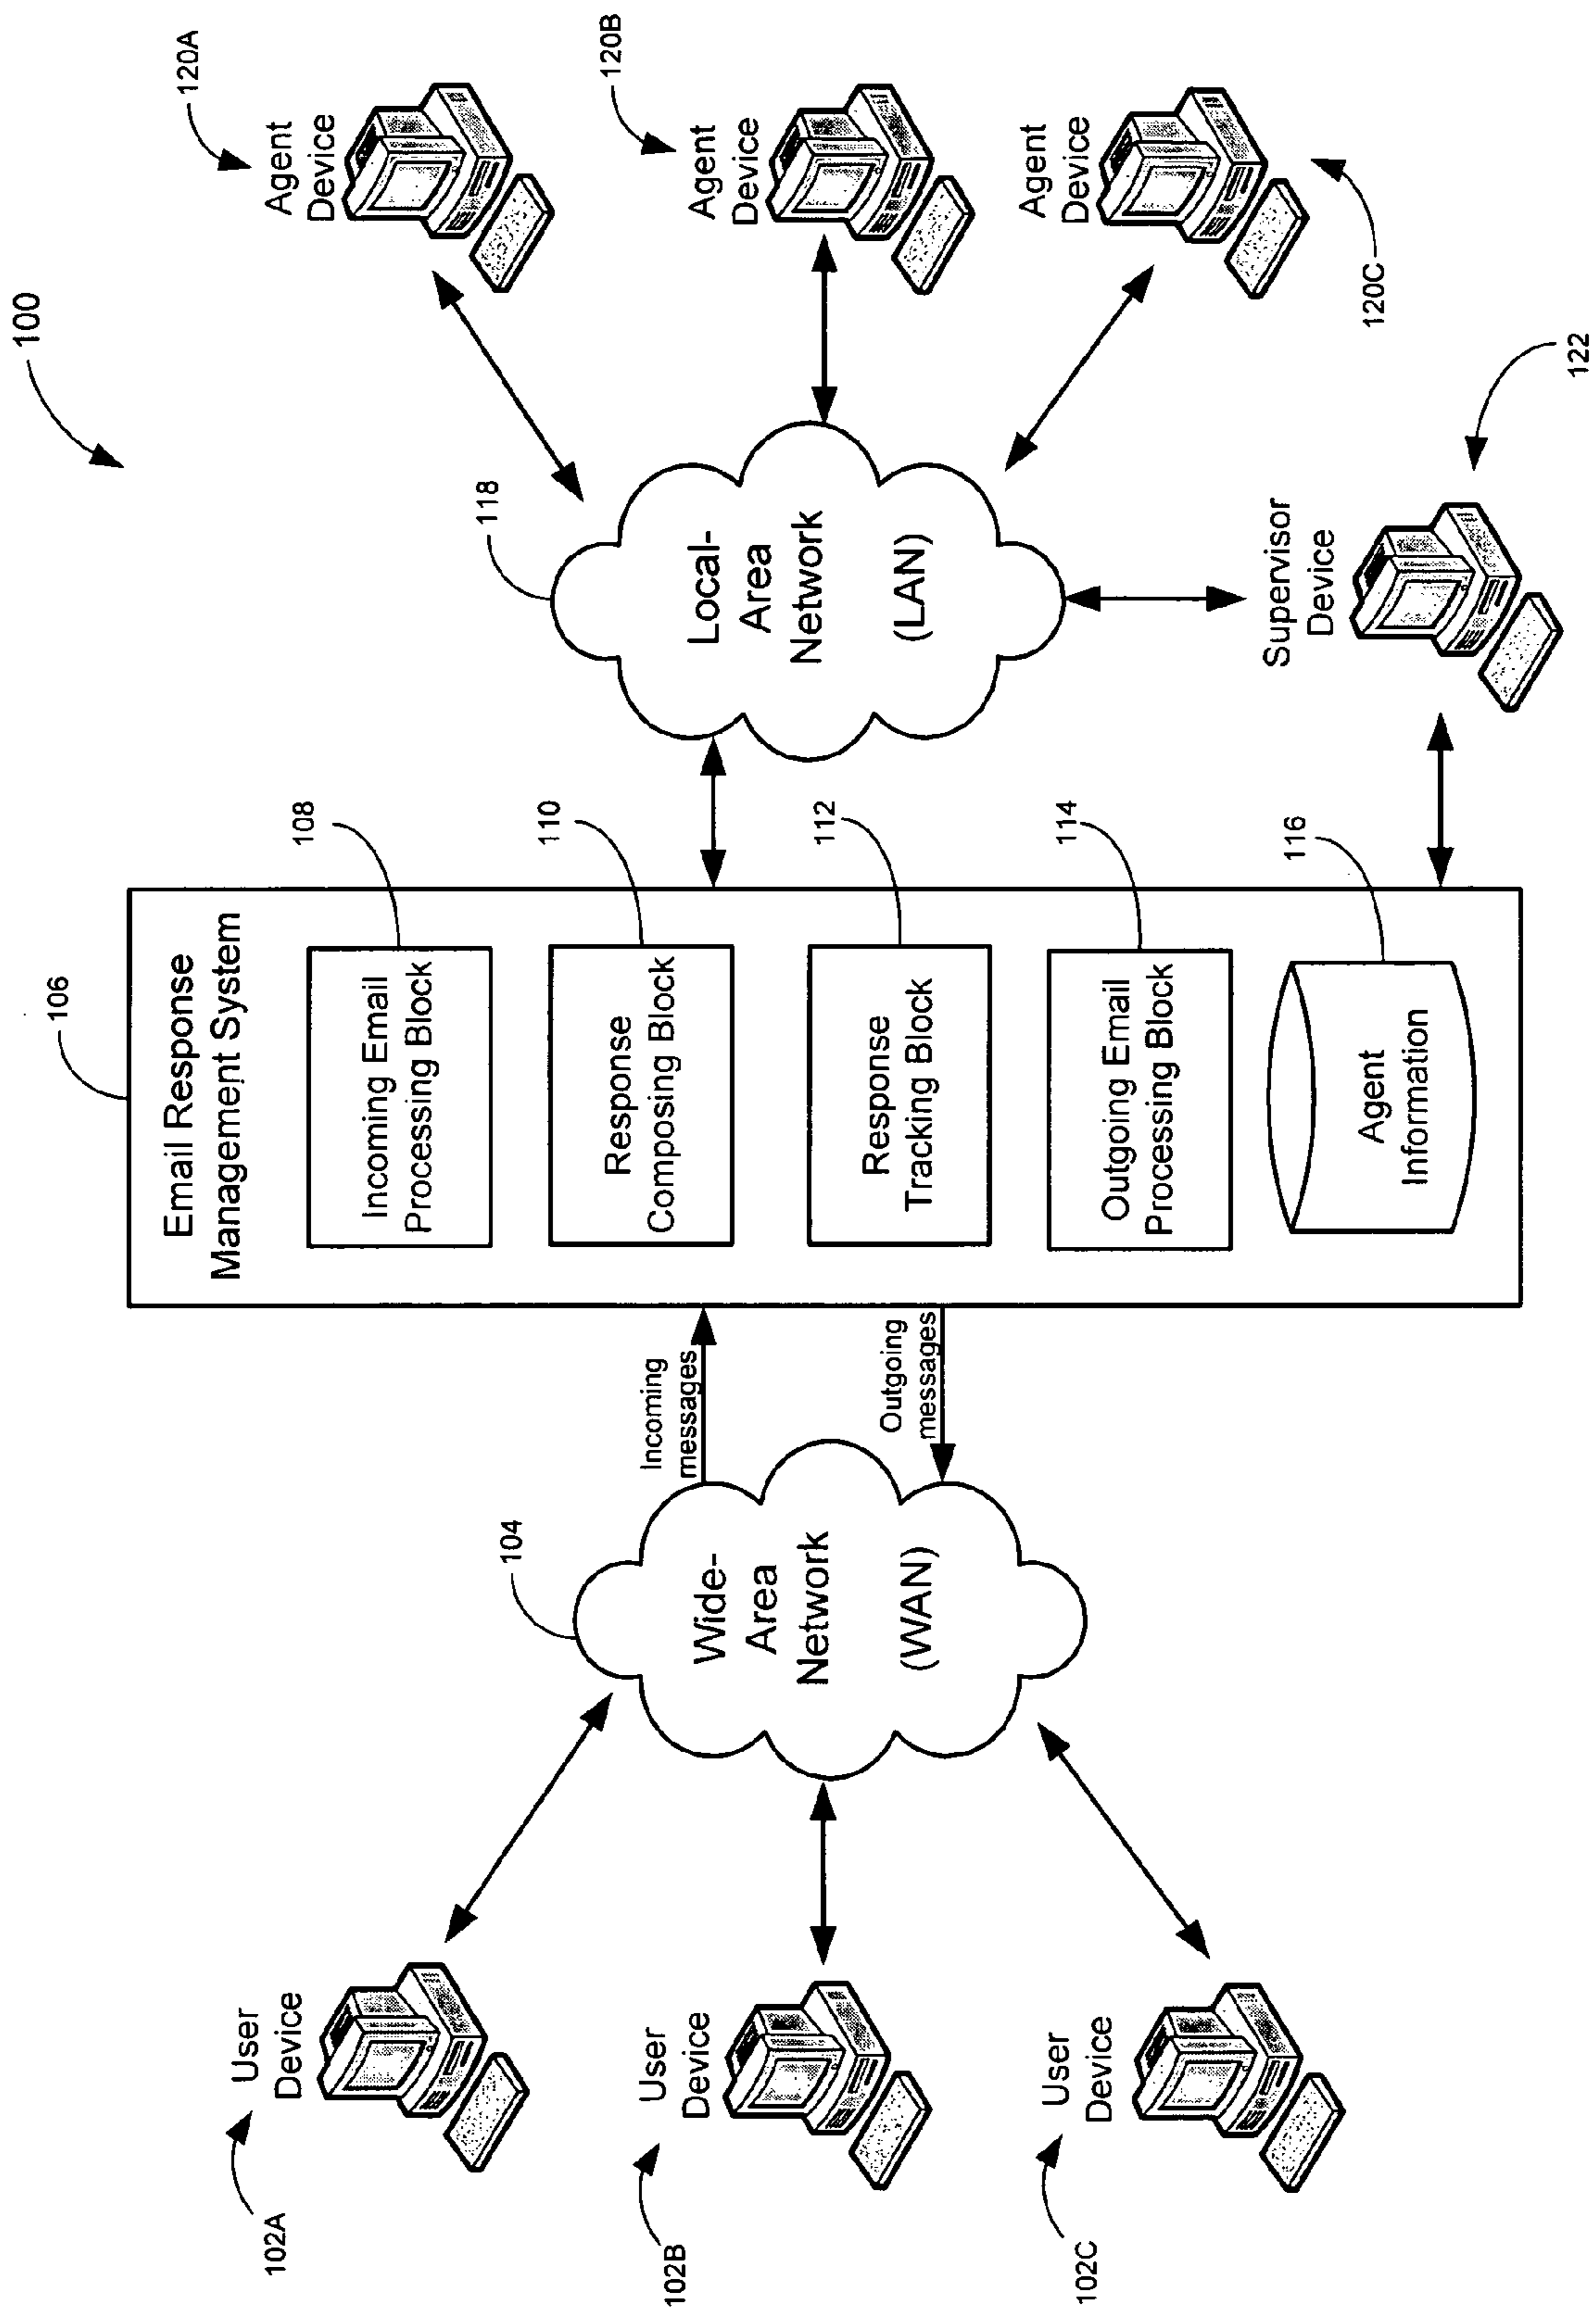 100
106
Email Response
Management System
108
Incoming Email
Processing Block
110
Response
Composing Block
112
Response
Tracking Block
114
Outgoing Email
Processing Block
116
Agent
Information
102A
User
Device
102B
User
Device
102C
User
Device
104
Wide-
Area
Network
(WAN)
Incoming
messages
Outgoing
messages
118
Local-
Area
Network
(LAN)
120A
Agent
Device
120B
Agent
Device
120C
Agent
Device
Supervisor
Device
122